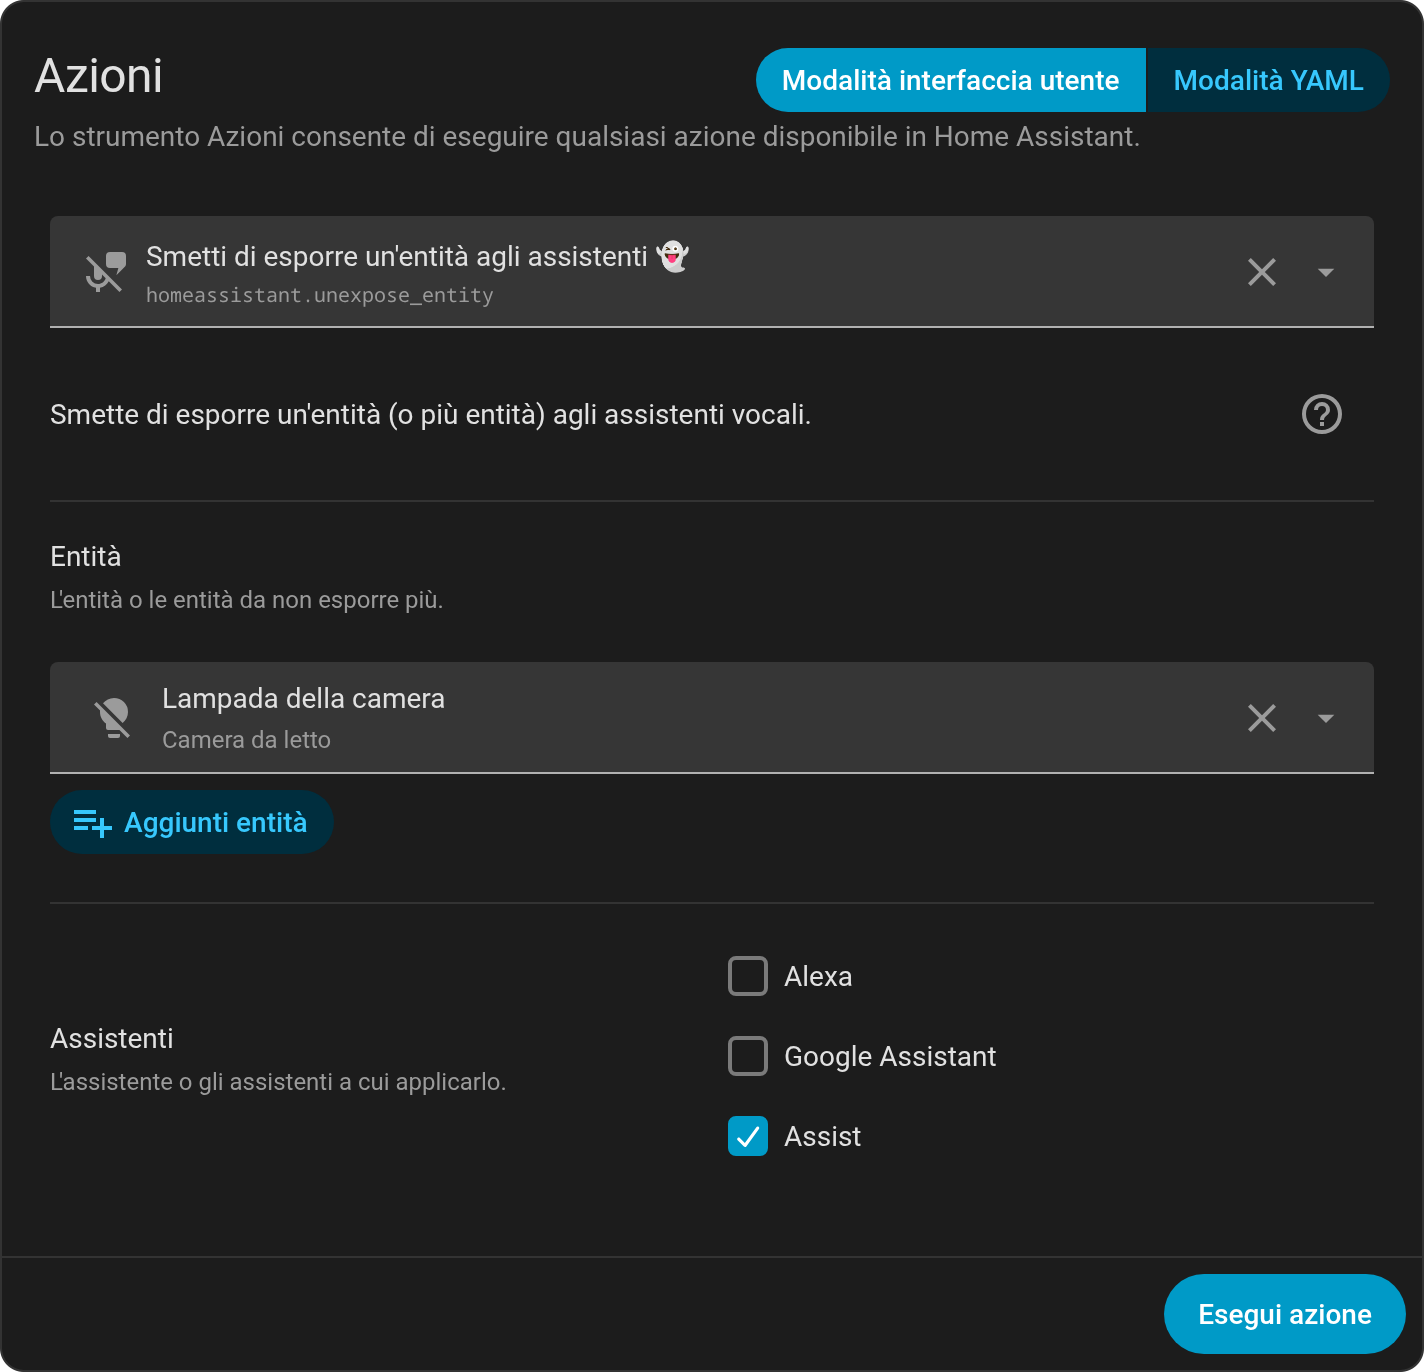 Azioni
Modalità interfaccia utente
Modalità YAML
Lo strumento Azioni consente di eseguire qualsiasi azione disponibile in Home Assistant.
Smetti di esporre un'entità agli assistenti 👻
homeassistant.unexpose_entity
Smette di esporre un'entità (o più entità) agli assistenti vocali.
Entità
L'entità o le entità da non esporre più.
Lampada della camera
Camera da letto
Aggiunti entità
Alexa
Assistenti
Google Assistant
L'assistente o gli assistenti a cui applicarlo.
Assist
Esegui azione